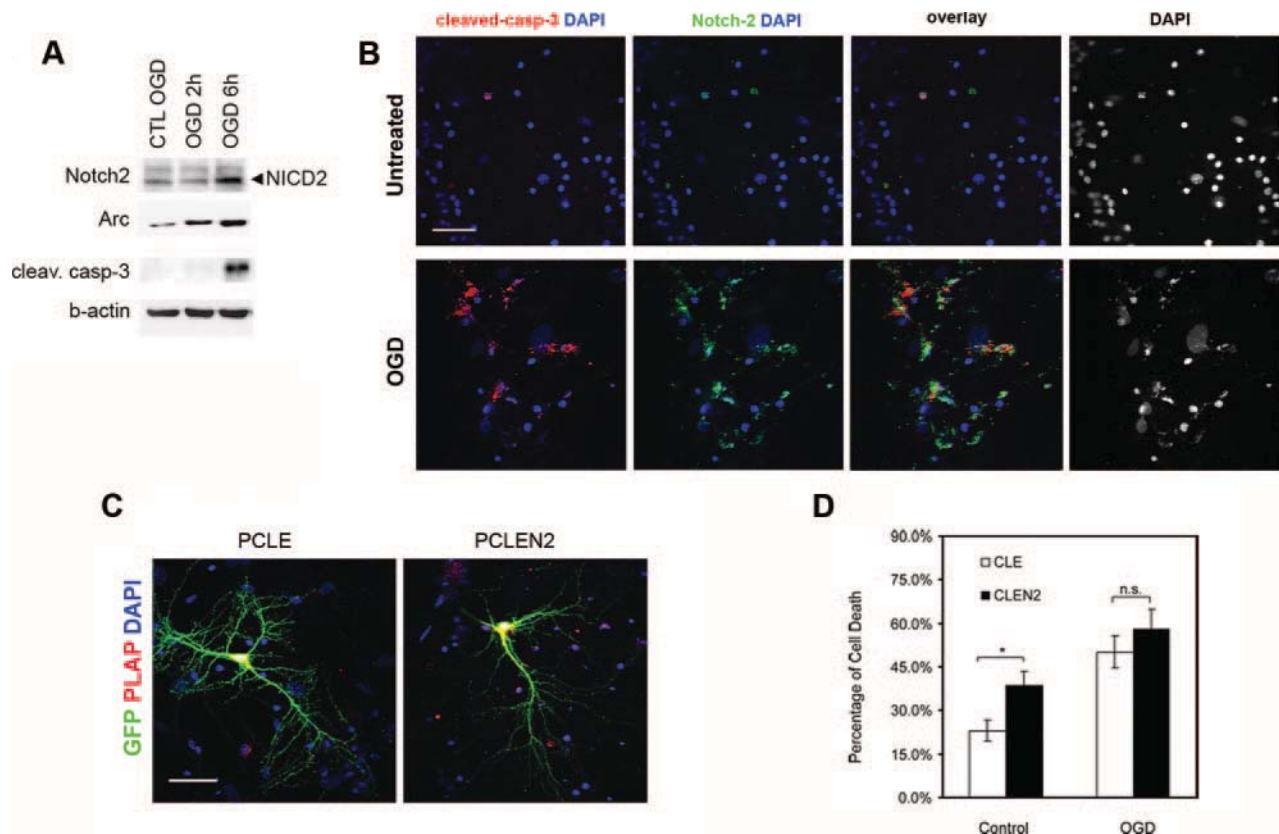 A
CTL OGD
OGD 2h
OGD 6h
Notch2
NICD2
Arc
cleav. casp-3
b-actin
B
cleaved-casp-3 DAPI
Notch-2 DAPI
overlay
DAPI
Untreated
OGD
C
PCLE
PCLEN2
GFP PLAP DAPI
D
90.0%
75.0%
60.0%
45.0%
30.0%
15.0%
0.0%
Percentage of Cell Death
CLE
CLEN2
*
n.s.
Control
OGD